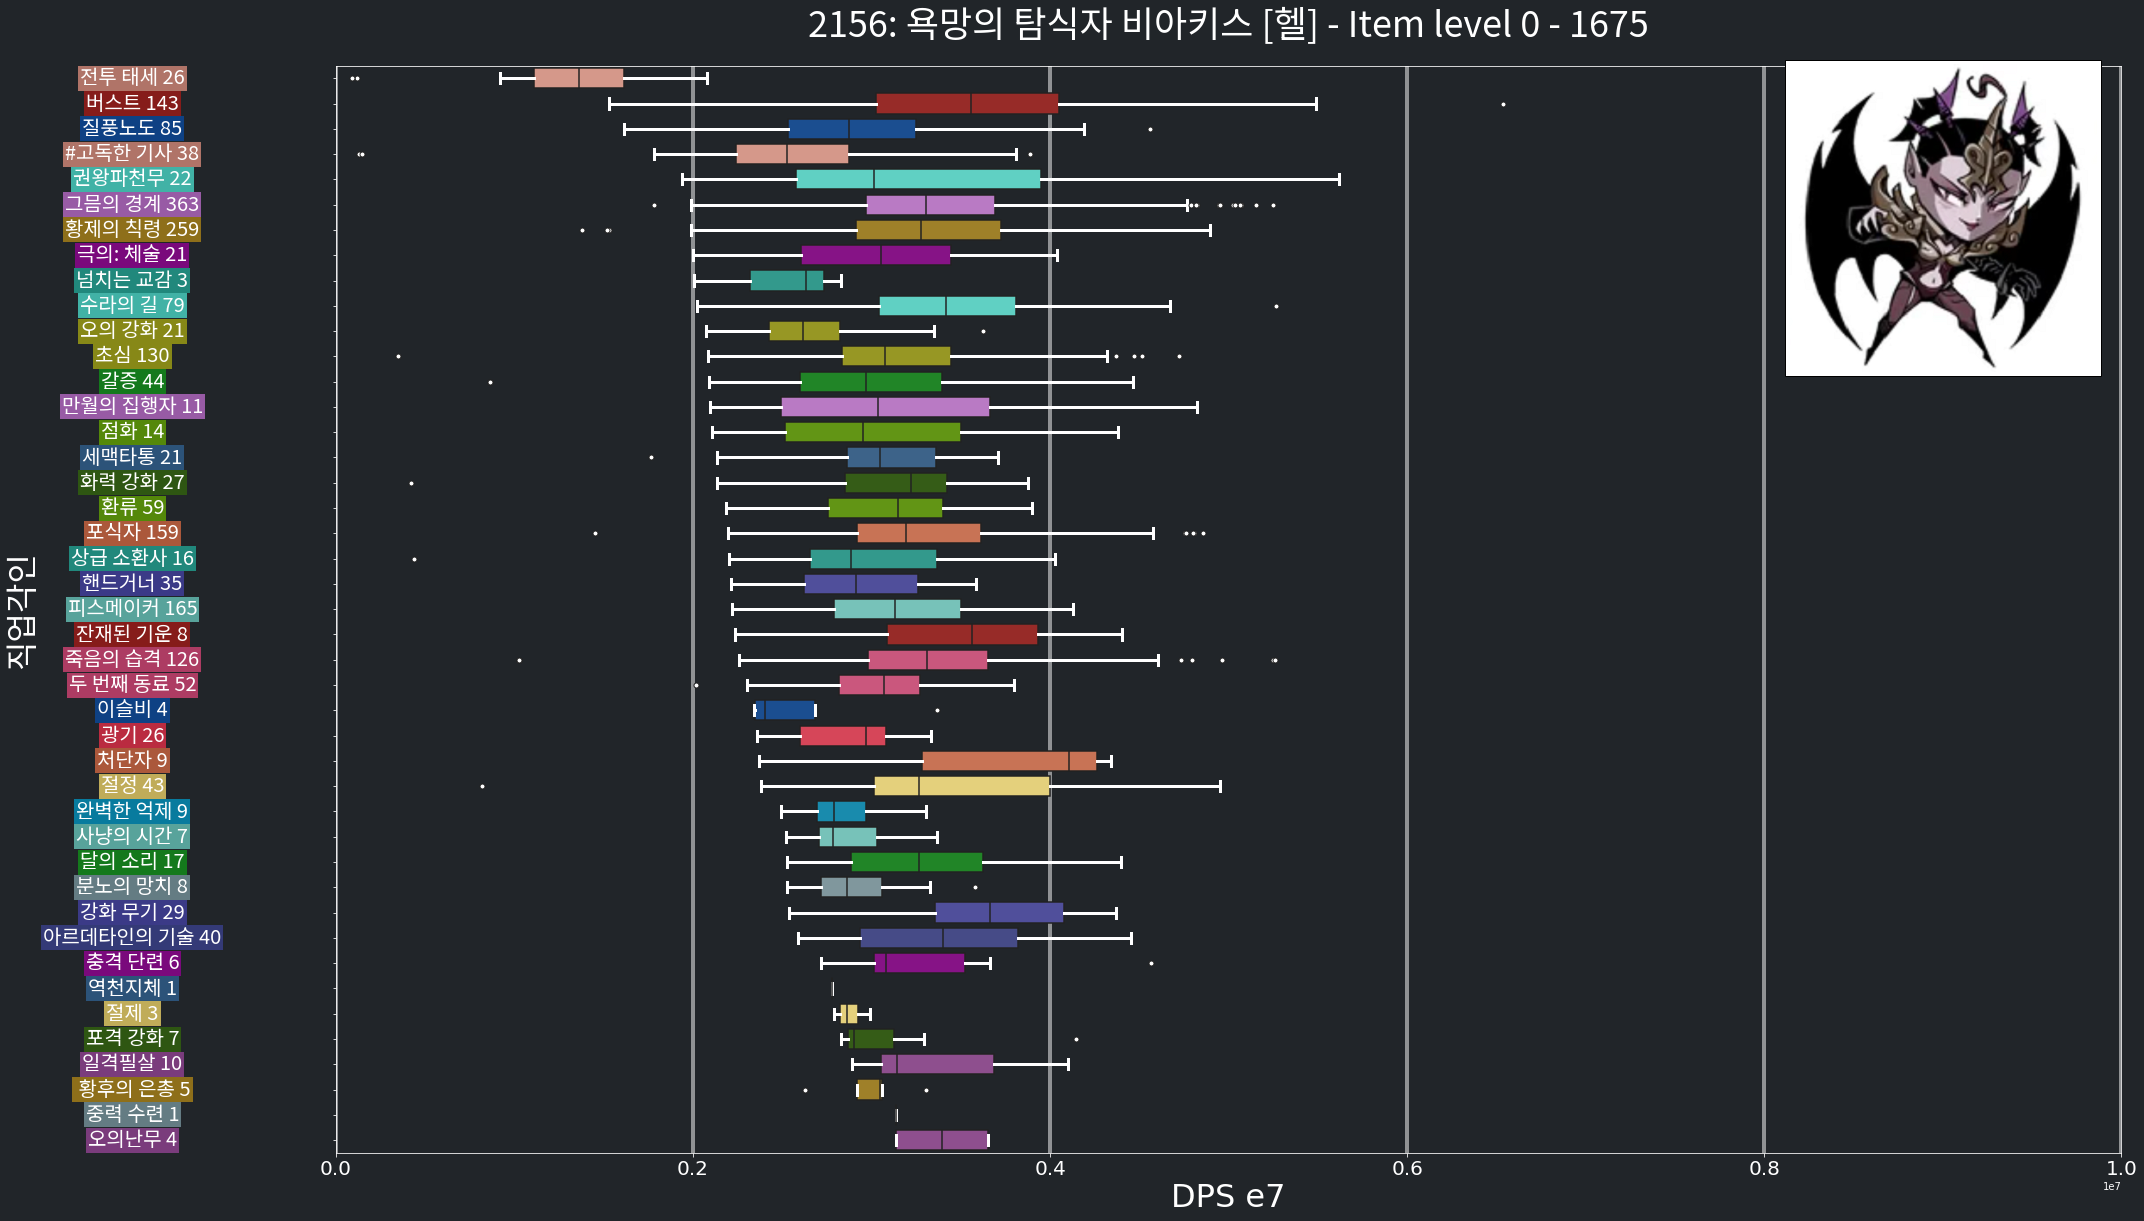 2156: 욕망의 탐식자 비아키스 [헬] - Item level 0 - 1675
전투 태세 26
버스트 143
질풍노도 85
#고독한 기사 38
권왕파천무 22
그믐의 경계 363
황제의 칙령 259
극의: 체술 21
넘치는 교감 3
수라의 길 79
오의 강화 21
초심 130
갈증 44
만월의 집행자 11
점화 14
세맥타통 21
화력 강화 27
환류 59
포식자 159
상급 소환사 16
핸드거너 35
피스메이커 165
잔재된 기운 8
죽음의 습격 126
두 번째 동료 52
이슬비 4
광기 26
처단자 9
절정 43
완벽한 억제 9
사냥의 시간 7
달의 소리 17
분노의 망치 8
강화 무기 29
아르데타인의 기술 40
충격 단련 6
역천지체 1
절제 3
포격 강화 7
일격필살 10
황후의 은총 5
중력 수련 1
오의난무 4
직업각인
0.0 0.2 0.4 0.6 0.8 1.0
1e7
DPS e7